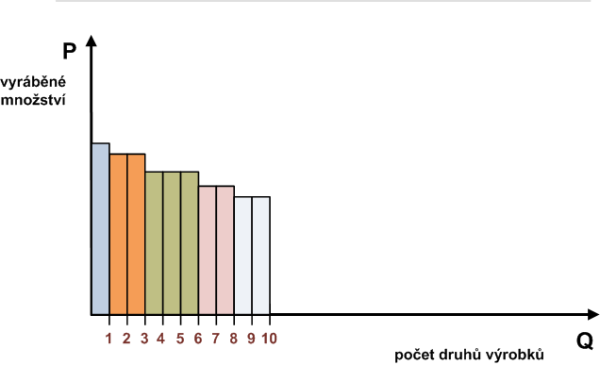 P
vyráběné
množství
1 2 3 4 5 6 7 8 9 10
Q
počet druhů výrobků